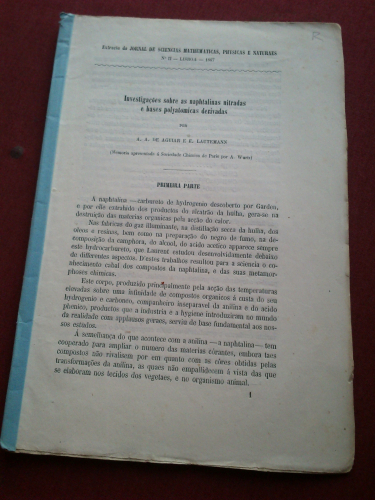 Extracto do JORNAL DE SCIENCIAS MATHEMATICAS, PHYSICAS E NATURAES
LISBOA
Investigações sobre as naphtalinas nitradas
e bases polyatomicas derivadas
POR
A. A. DE AGUIAR E E. LAUTEMANN
(Memoria apresentada á Sociedade Chimica de Paris por A. Wurtz)
PRIMEIRA PARTE
A naphtalina —carbureto de hydrogenio descoberto por Garden,
e por elle extrahido dos productos do alcatrão da hulha, gera-se na
destruição das materias organicas pela acção do calor.
Nas fabricas do gaz illuminante, na distillação secca da hulha, dos
oleos e resinas, bem como na preparação do negro de fumo, na de-
composição da camphora, do alcool, do acido acetico apparece sempre
este hydrocarbureto, que Laurent estudou desenvolvidamente debaixo
de differentes aspectos. D'estes trabalhos resultou para a sciencia o co-
nhecimento cabal dos compostos da naphtalina, e das suas metamor-
phoses chimicas.
Este corpo, produzido principalmente pela acção das temperaturas
elevadas sobre uma infinidade de compostos organicos á custa do seu
hydrogenio e carboneo, companheiro inseparavel da anilina e do acido
phenico, productos que a industria e a hygiene introduziram no mundo
da realidade com applausos geraes, serviu de base fundamental aos nos-
sos estudos.
Á semelhança do que acontece com a anilina —a naphtalina— tem
cooperado para ampliar o numero das materias córantes, embora taes
compostos não rivalisem por em quanto com as côres obtidas pelas
transformações da anilina, as quaes não empallidecem á vista das que
se elaboram nos tecidos dos vegetaes, e no organismo animal.
1